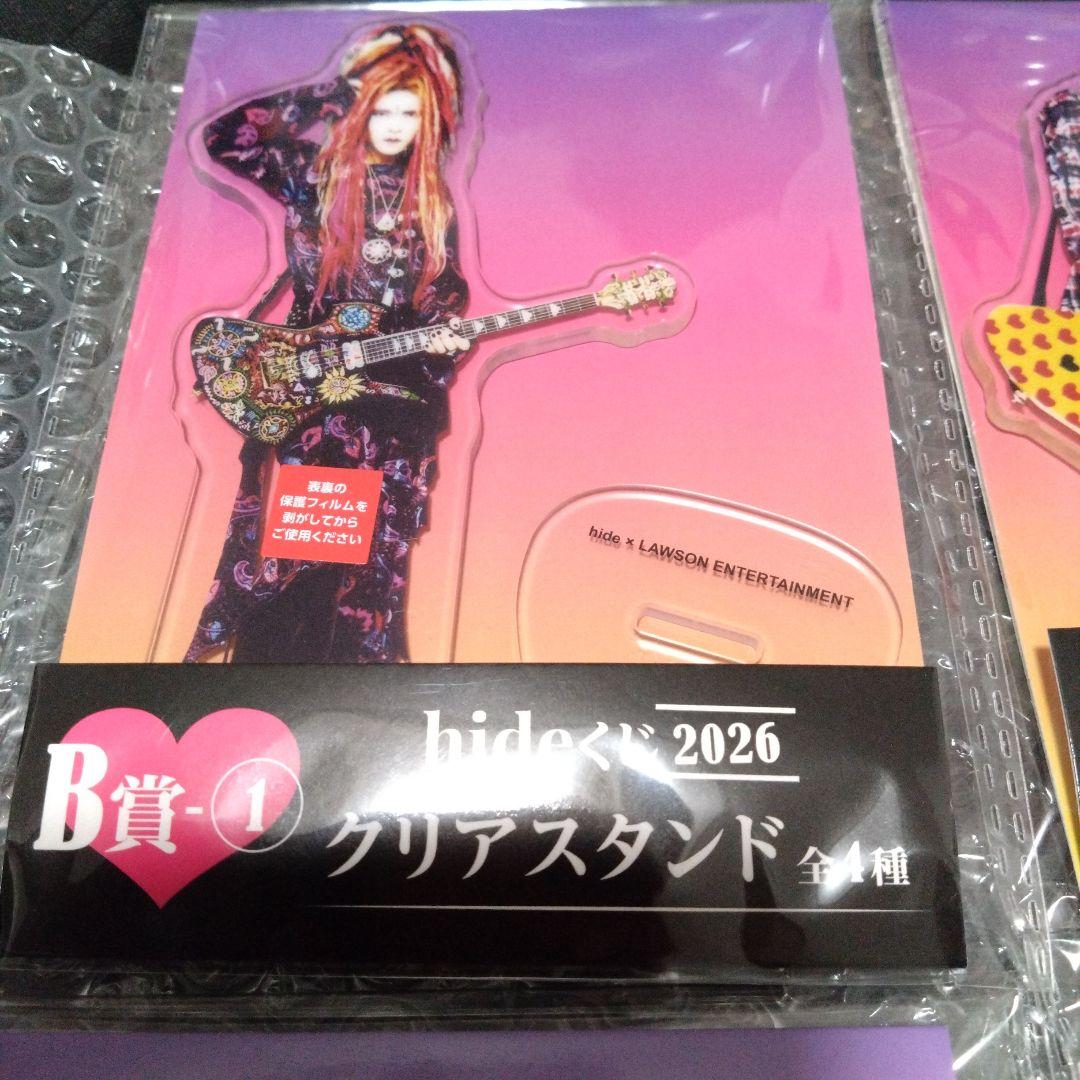 表裏の
保護フィルムを
剥がしてから
ご使用ください
hide × LAWSON ENTERTAINMENT
B賞-①
hideくじ 2026
クリアスタンド 全4種